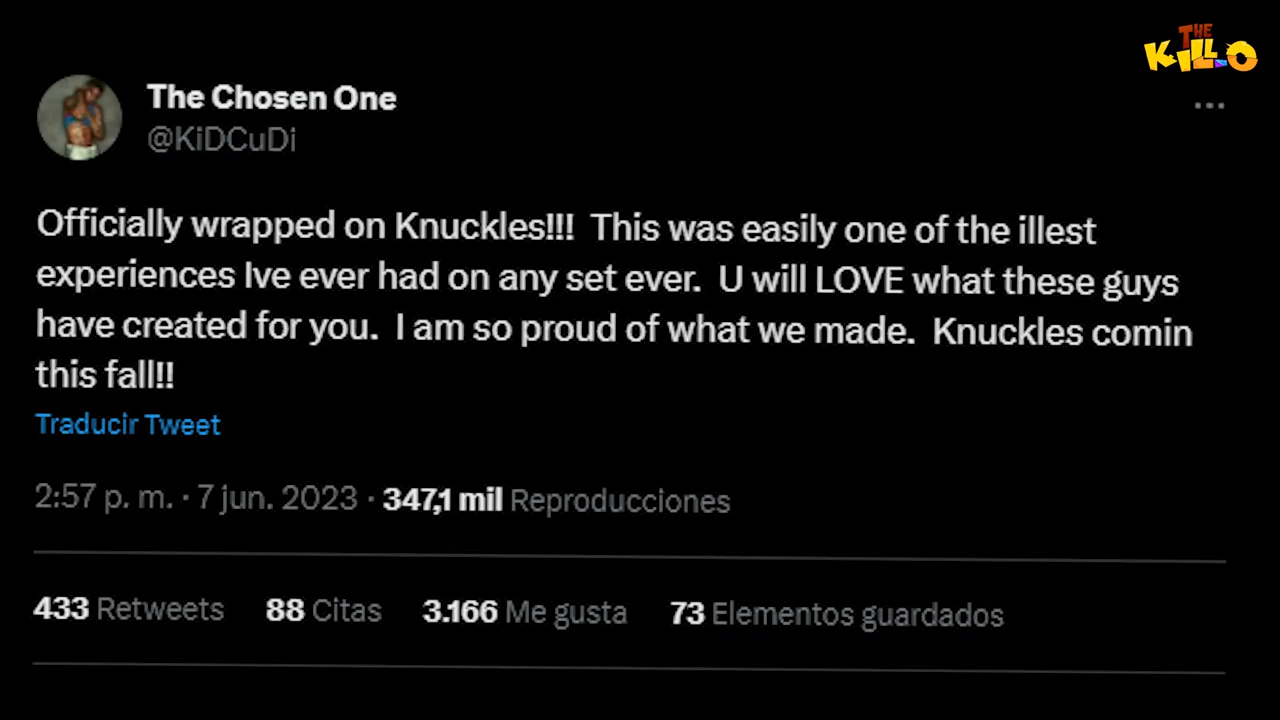 THE
KILLO
The Chosen One
@KiDCuDi
Officially wrapped on Knuckles!!!  This was easily one of the illest
experiences Ive ever had on any set ever.  U will LOVE what these guys
have created for you.  I am so proud of what we made.  Knuckles comin
this fall!!
Traducir Tweet
2:57 p. m. · 7 jun. 2023 · 347,1 mil Reproducciones
433 Retweets 88 Citas 3.166 Me gusta 73 Elementos guardados